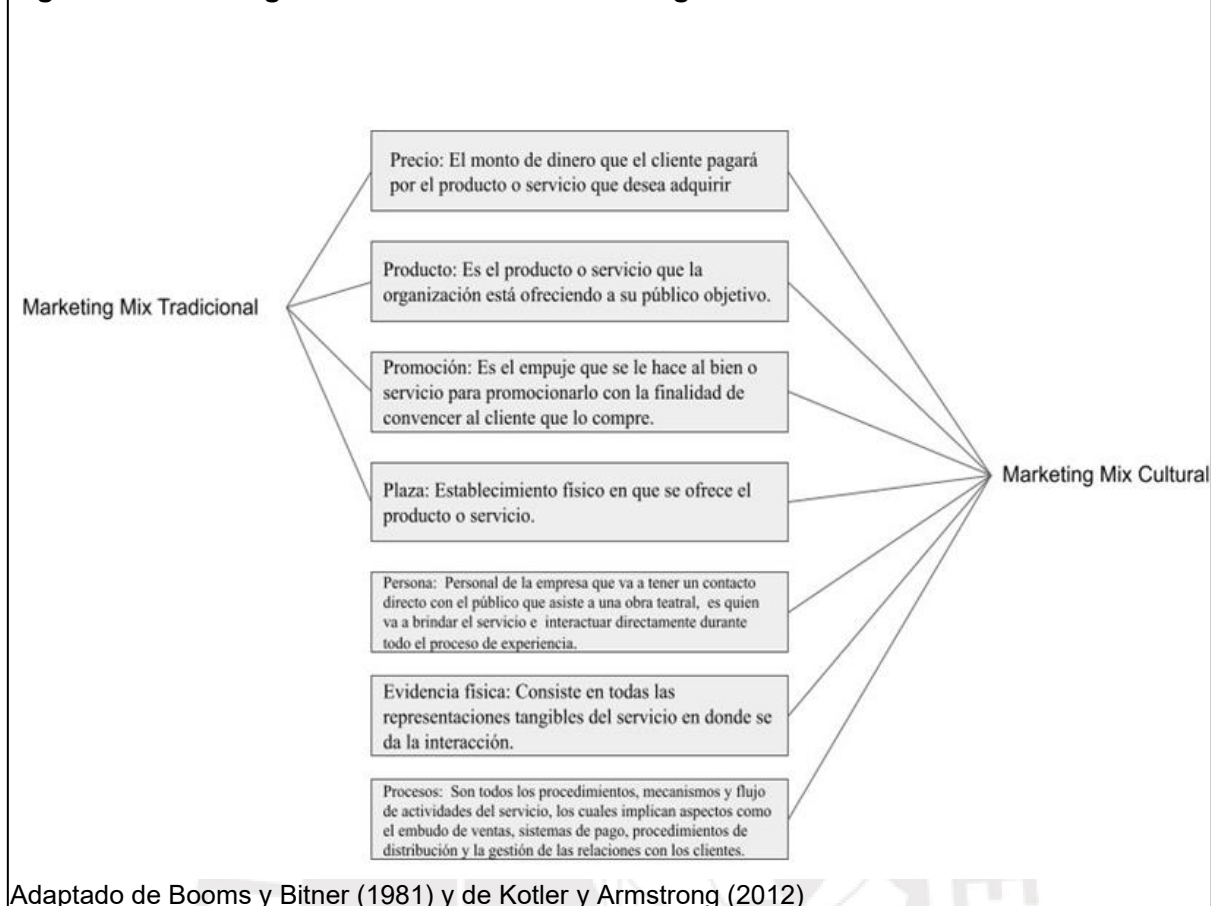 Precio: El monto de dinero que el cliente pagará
por el producto o servicio que desea adquirir
Producto: Es el producto o servicio que la
organización está ofreciendo a su público objetivo.
Marketing Mix Tradicional
Promoción: Es el empuje que se le hace al bien o
servicio para promocionarlo con la finalidad de
convencer al cliente que lo compre.
Plaza: Establecimiento físico en que se ofrece el
producto o servicio.
Marketing Mix Cultural
Persona: Personal de la empresa que va a tener un contacto
directo con el público que asiste a una obra teatral, es quien
va a brindar el servicio e interactuar directamente durante
todo el proceso de experiencia.
Evidencia física: Consiste en todas las
representaciones tangibles del servicio en donde se
da la interacción.
Procesos: Son todos los procedimientos, mecanismos y flujo
de actividades del servicio, los cuales implican aspectos como
el embudo de ventas, sistemas de pago, procedimientos de
distribución y la gestión de las relaciones con los clientes.
Adaptado de Booms y Bitner (1981) y de Kotler y Armstrong (2012)